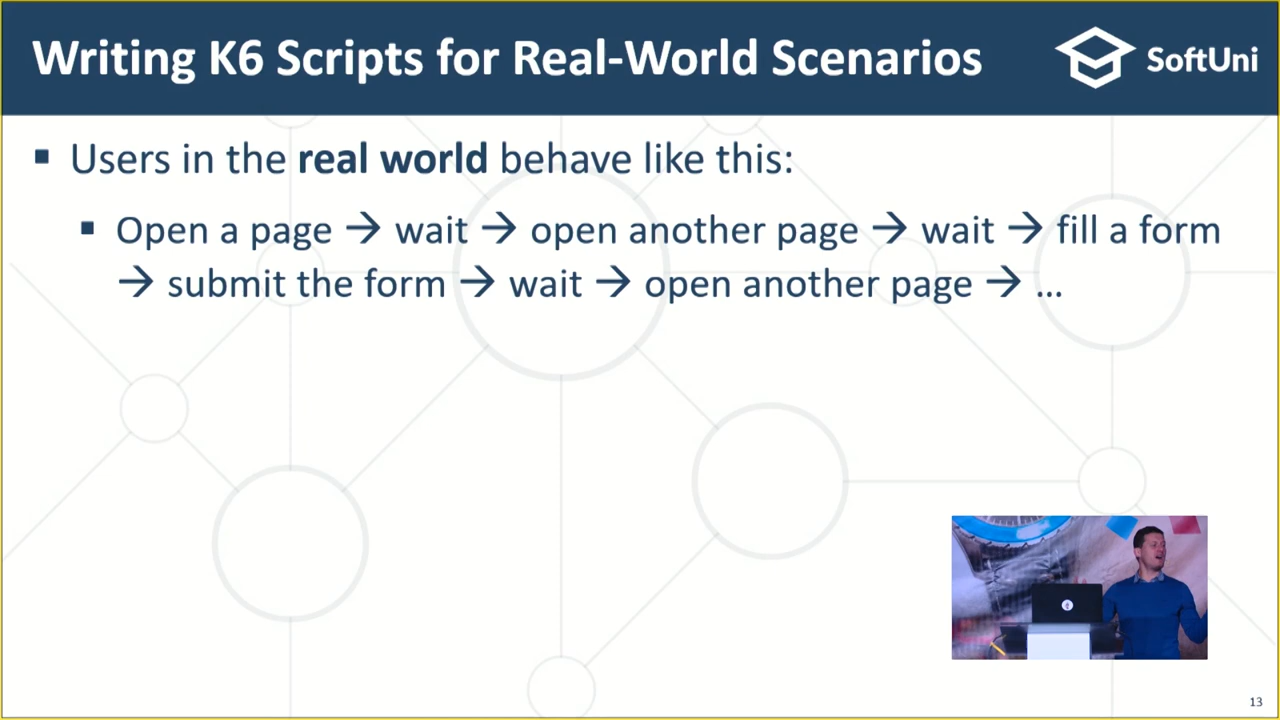 Writing K6 Scripts for Real-World Scenarios
SoftUni
▪ Users in the real world behave like this:
▪ Open a page → wait → open another page → wait → fill a form
→ submit the form → wait → open another page → …
13